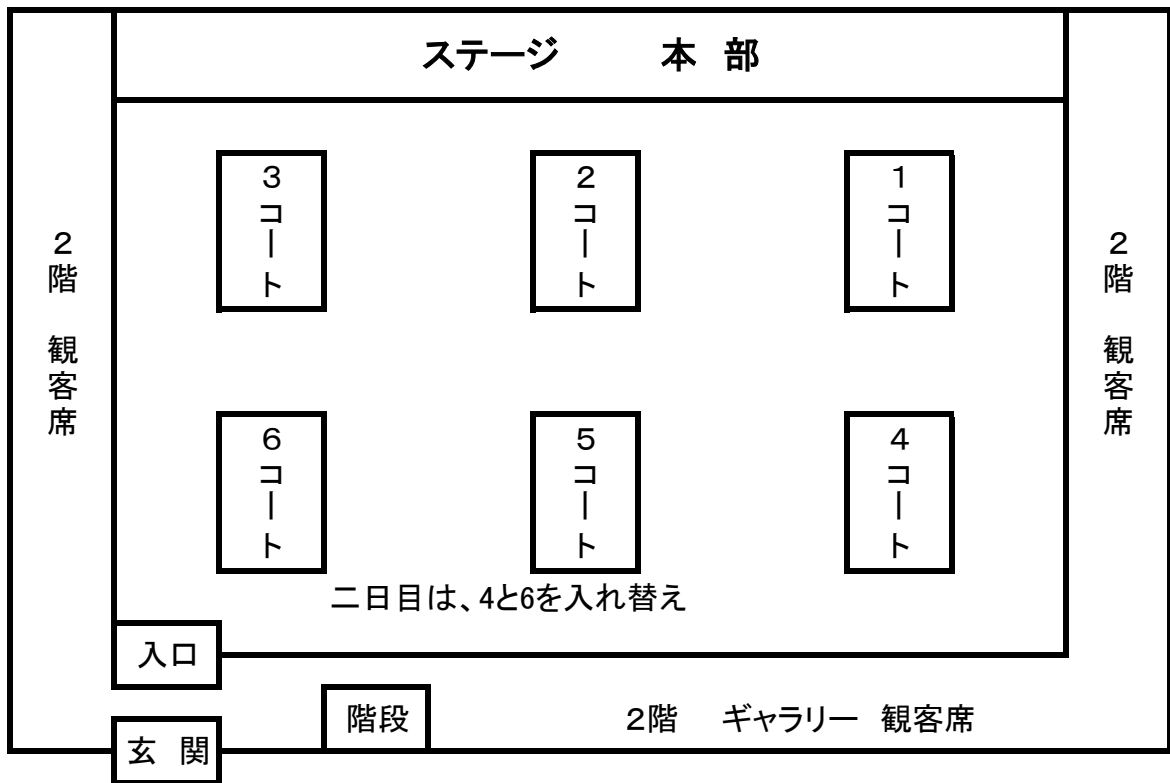 ステージ　　本　部
３コート
２コート
１コート
２階　観客席
２階　観客席
６コート
５コート
４コート
二日目は、4と6を入れ替え
入口
階段
２階　ギャラリー　観客席
玄　関